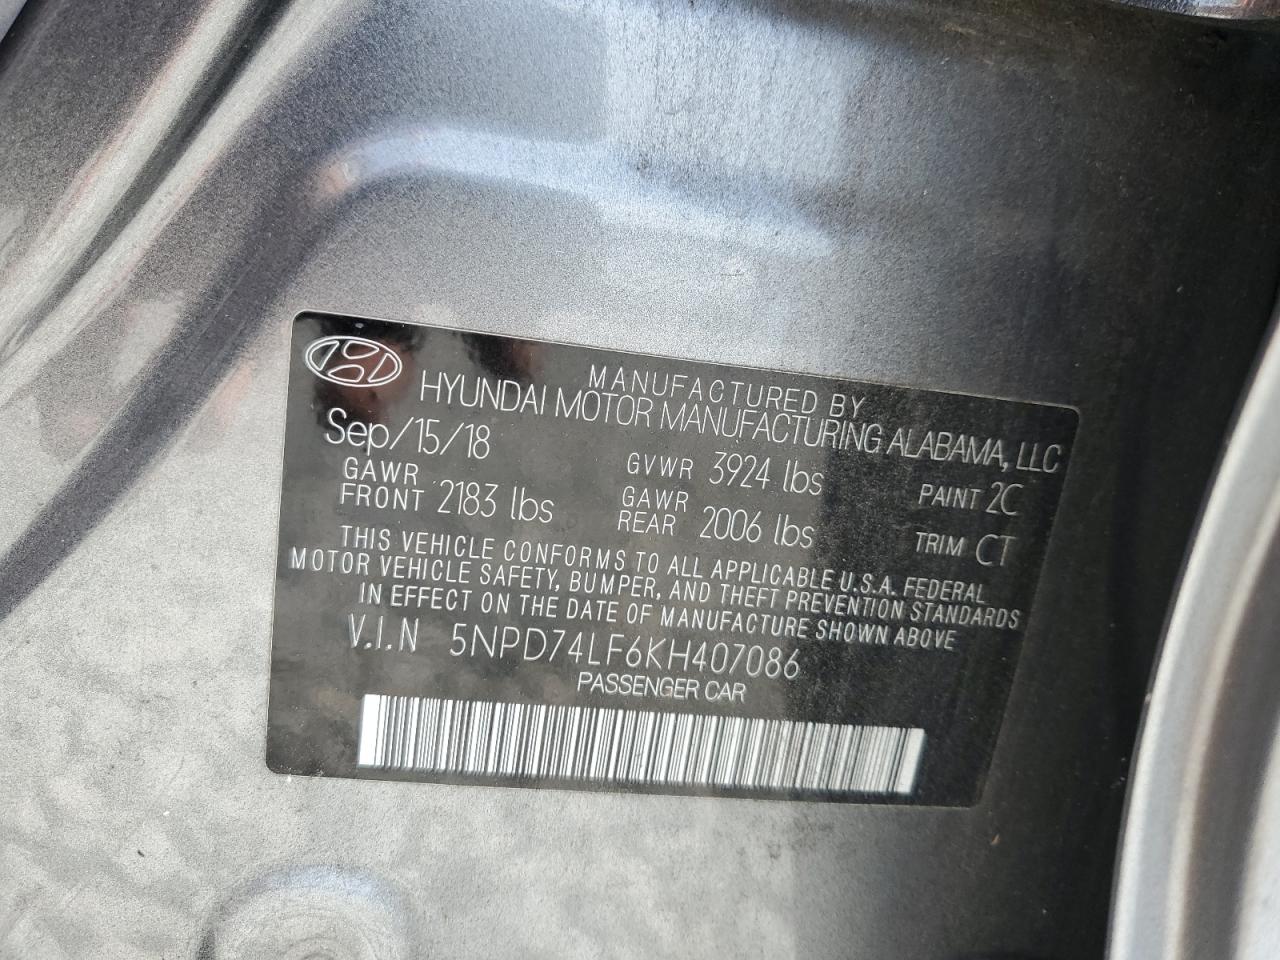 MANUFACTURED BY
HYUNDAI MOTOR MANUFACTURING ALABAMA, LLC
Sep/15/18 GVWR 3924 lbs PAINT 2C
GAWR FRONT 2183 lbs GAWR REAR 2006 lbs TRIM CT
THIS VEHICLE CONFORMS TO ALL APPLICABLE U.S.A. FEDERAL
MOTOR VEHICLE SAFETY, BUMPER, AND THEFT PREVENTION STANDARDS
IN EFFECT ON THE DATE OF MANUFACTURE SHOWN ABOVE
V.I.N 5NPD74LF6KH407086
PASSENGER CAR